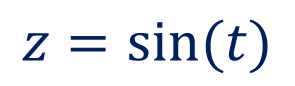 z = sin(t)